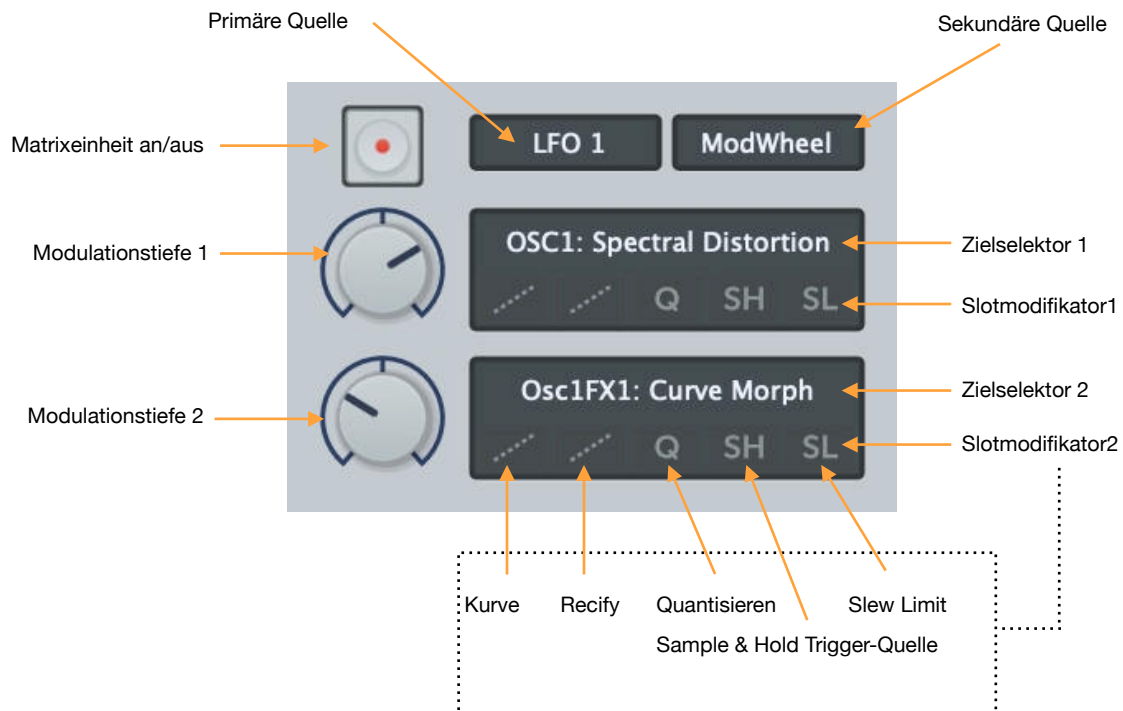 Primäre Quelle
Sekundäre Quelle
Matrixeinheit an/aus
LFO 1
ModWheel
Modulationstiefe 1
OSC1: Spectral Distortion
Zielselektor 1
Q SH SL
Slotmodifikator1
Modulationstiefe 2
Osc1FX1: Curve Morph
Zielselektor 2
Q SH SL
Slotmodifikator2
Kurve
Recify
Quantisieren
Slew Limit
Sample & Hold Trigger-Quelle